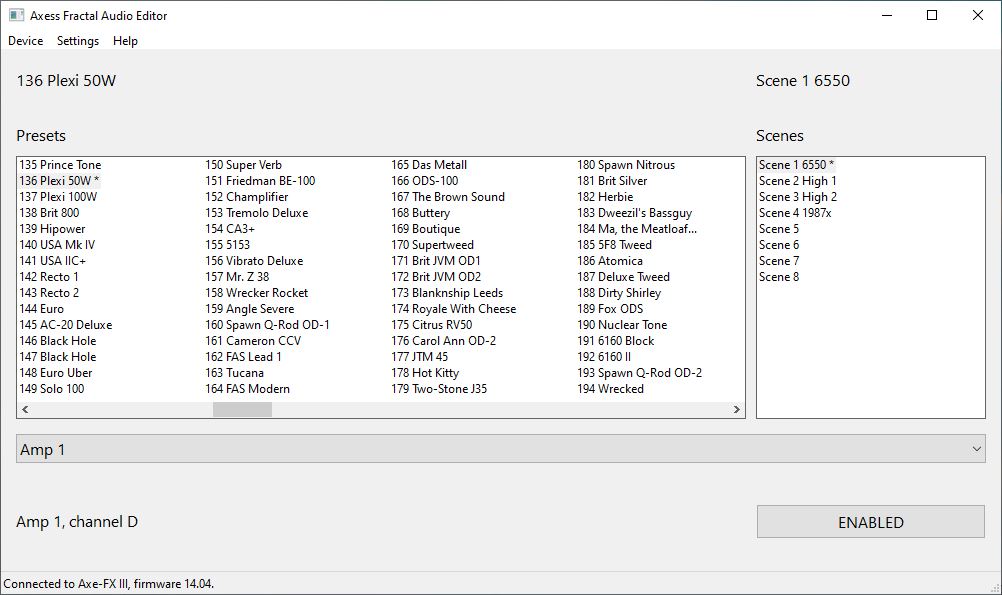 Axess Fractal Audio Editor
Device Settings Help
136 Plexi 50W
Scene 1 6550
Presets
135 Prince Tone
136 Plexi 50W *
137 Plexi 100W
138 Brit 800
139 Hipower
140 USA Mk IV
141 USA IIC+
142 Recto 1
143 Recto 2
144 Euro
145 AC-20 Deluxe
146 Black Hole
147 Black Hole
148 Euro Uber
149 Solo 100
150 Super Verb
151 Friedman BE-100
152 Champlifier
153 Tremolo Deluxe
154 CA3+
155 5153
156 Vibrato Deluxe
157 Mr. Z 38
158 Wrecker Rocket
159 Angle Severe
160 Spawn Q-Rod OD-1
161 Cameron CCV
162 FAS Lead 1
163 Tucana
164 FAS Modern
165 Das Metall
166 ODS-100
167 The Brown Sound
168 Buttery
169 Boutique
170 Supertweed
171 Brit JVM OD1
172 Brit JVM OD2
173 Blanknship Leeds
174 Royale With Cheese
175 Citrus RV50
176 Carol Ann OD-2
177 JTM 45
178 Hot Kitty
179 Two-Stone J35
180 Spawn Nitrous
181 Brit Silver
182 Herbie
183 Dweezil's Bassguy
184 Ma, the Meatloaf...
185 5F8 Tweed
186 Atomica
187 Deluxe Tweed
188 Dirty Shirley
189 Fox ODS
190 Nuclear Tone
191 6160 Block
192 6160 II
193 Spawn Q-Rod OD-2
194 Wrecked
Scenes
Scene 1 6550 *
Scene 2 High 1
Scene 3 High 2
Scene 4 1987x
Scene 5
Scene 6
Scene 7
Scene 8
Amp 1
Amp 1, channel D
ENABLED
Connected to Axe-FX III, firmware 14.04.